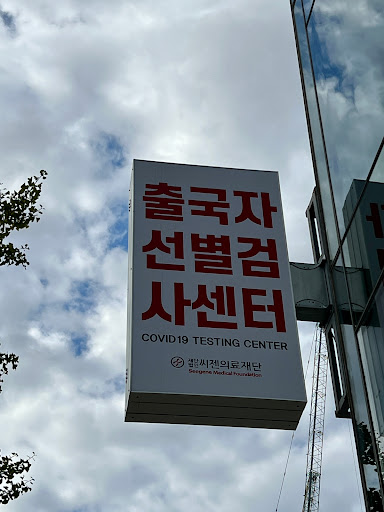 출국자
선별검
사센터
COVID19 TESTING CENTER
씨젠의료재단
Seegene Medical Foundation